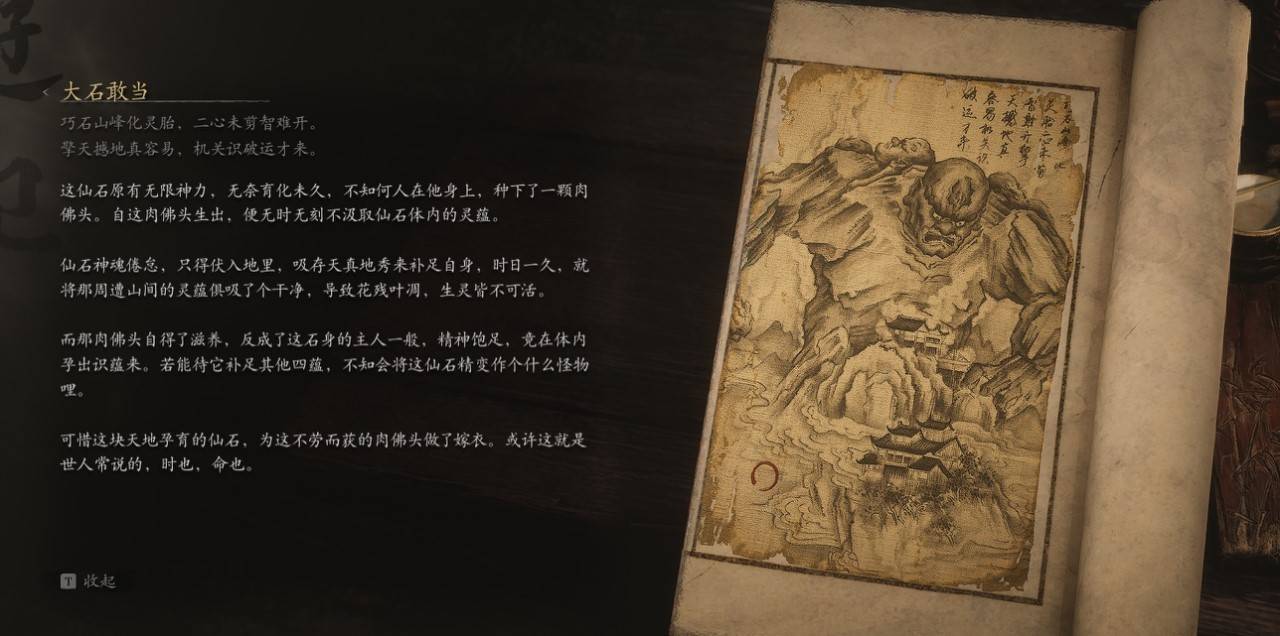 大石敢当
巧石山峰化灵胎，二心未剪智难开。
擎天撼地真容易，机关识破运才来。
这仙石原有无限神力，无奈育化未久，不知何人在他身上，种下了一颗肉
佛头。自这肉佛头生出，便无时无刻不汲取仙石体内的灵蕴。
仙石神魂倦怠，只得伏入地里，吸存天真地秀来补足自身，时日一久，就
将那周遭山间的灵蕴俱吸了个干净，导致花残叶凋，生灵皆不可活。
而那肉佛头自得了滋养，反成了这石身的主人一般，精神饱足，竟在体内
孕出识蕴来。若能待它补足其他四蕴，不知会将这仙石精变作个什么怪物
哩。
可惜这块天地孕育的仙石，为这不劳而获的肉佛头做了嫁衣。或许这就是
世人常说的，时也，命也。
T 收起